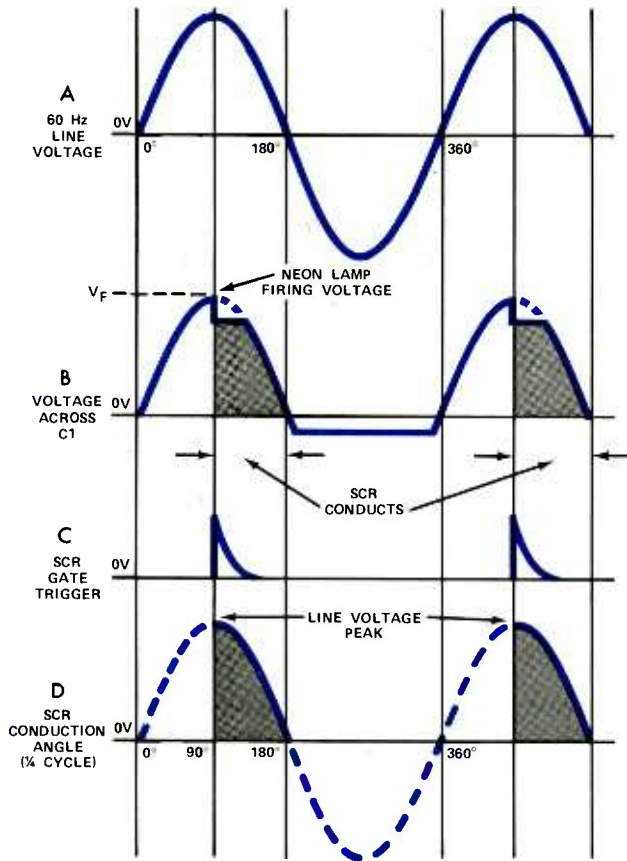 A
60 Hz
LINE
VOLTAGE
0V
0°
180°
360°
NEON LAMP
FIRING VOLTAGE
VF
B
VOLTAGE
ACROSS
C1
0V
SCR
CONDUCTS
C
SCR
GATE
TRIGGER
0V
LINE VOLTAGE
PEAK
D
SCR
CONDUCTION
ANGLE
(¼ CYCLE)
0V
0°
90°
180°
360°